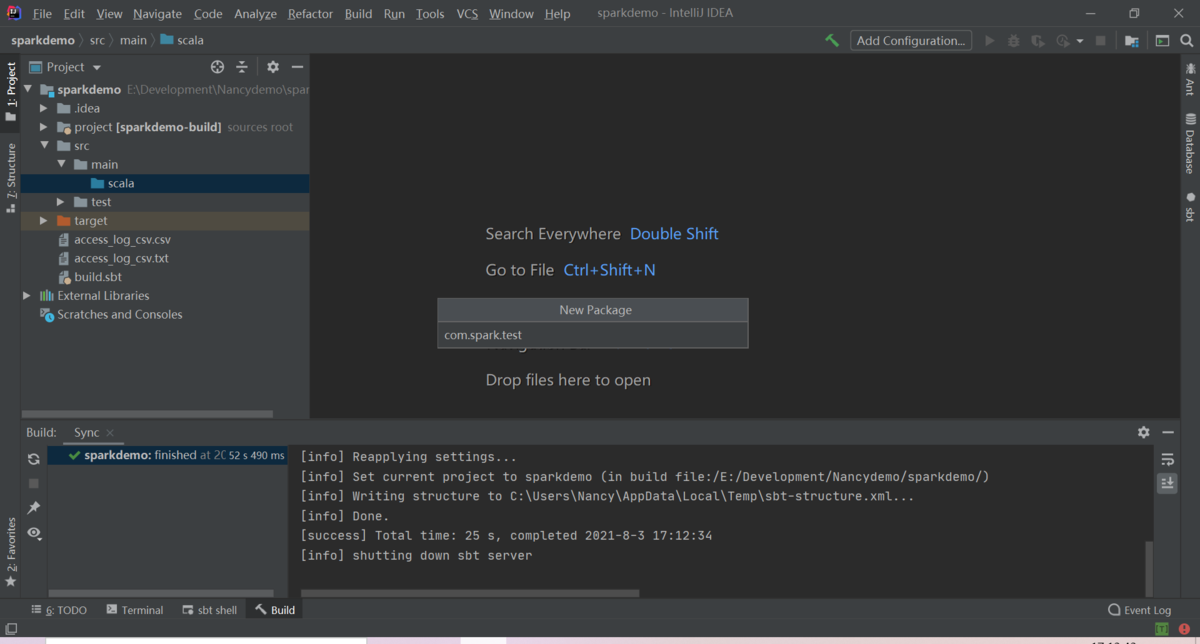 File Edit View Navigate Code Analyze Refactor Build Run Tools VCS Window Help sparkdemo - IntelliJ IDEA
sparkdemo src main scala
Add Configuration...
1: Project
7: Structure
2: Favorites
Project
sparkdemo E:\Development\Nancydemo\spar
.idea
project [sparkdemo-build] sources root
src
main
scala
test
target
access_log_csv.csv
access_log_csv.txt
build.sbt
External Libraries
Scratches and Consoles
Search Everywhere Double Shift
Go to File Ctrl+Shift+N
New Package
com.spark.test
Drop files here to open
Ant
Database
sbt
Build: Sync
sparkdemo: finished at 20 52 s 490 ms
[info] Reapplying settings...
[info] Set current project to sparkdemo (in build file:/E:/Development/Nancydemo/sparkdemo/)
[info] Writing structure to C:\Users\Nancy\AppData\Local\Temp\sbt-structure.xml...
[info] Done.
[success] Total time: 25 s, completed 2021-8-3 17:12:34
[info] shutting down sbt server
6: TODO Terminal sbt shell Build Event Log